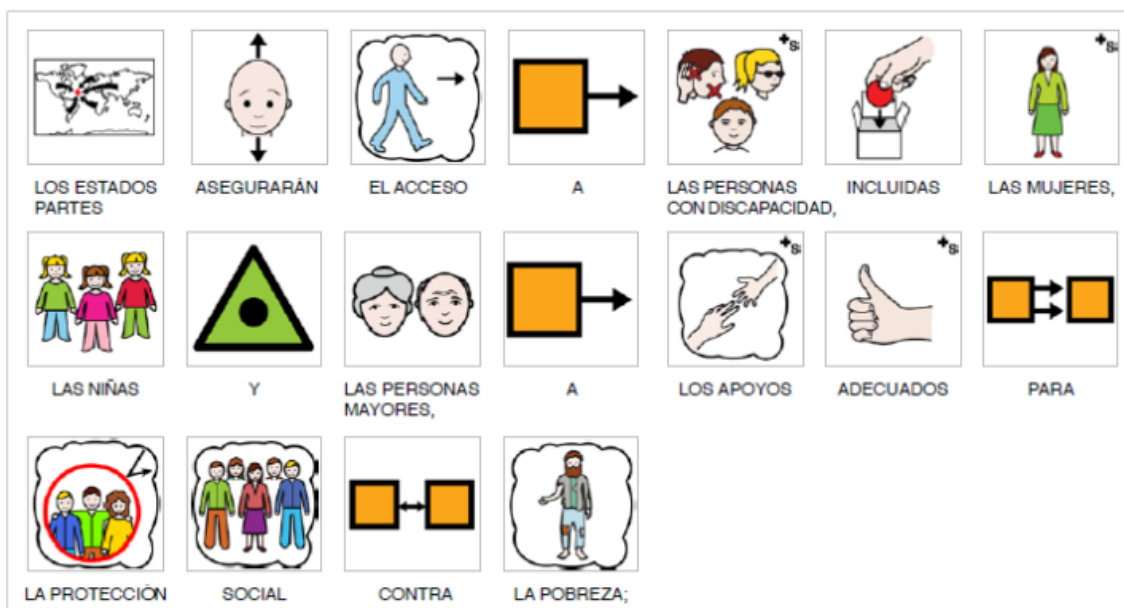 LOS ESTADOS PARTES ASEGURARÁN EL ACCESO A LAS PERSONAS CON DISCAPACIDAD, INCLUIDAS LAS MUJERES,
LAS NIÑAS Y LAS PERSONAS MAYORES, A LOS APOYOS ADECUADOS PARA
LA PROTECCIÓN SOCIAL CONTRA LA POBREZA;